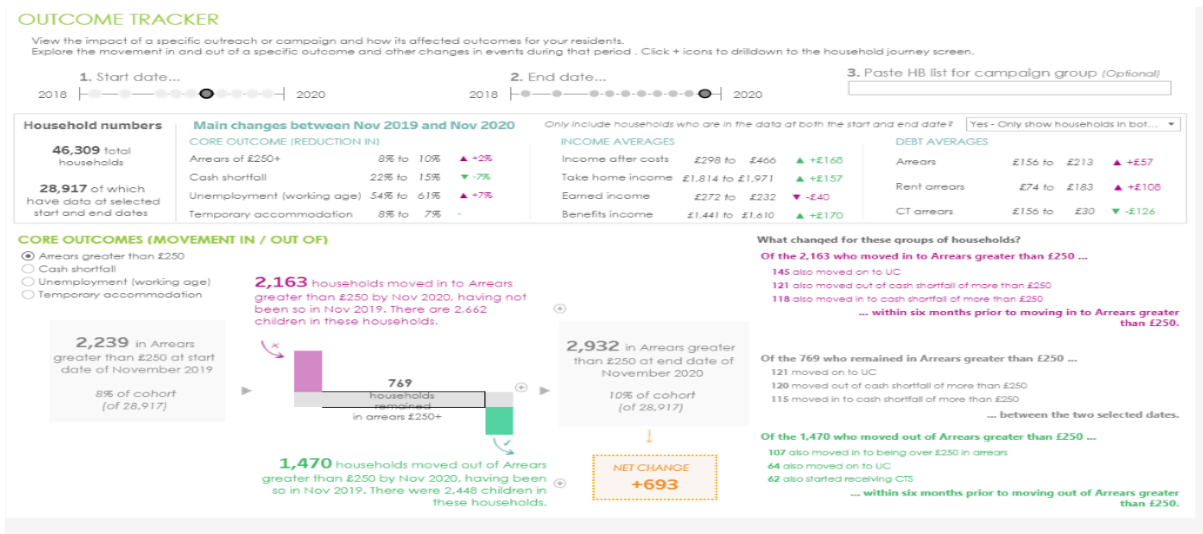 OUTCOME TRACKER
View the impact of a specific outreach or campaign and how its affected outcomes for your residents.
Explore the movement in and out of a specific outcome and other changes in events during that period . Click + icons to drilldown to the household journey screen.
1. Start date...
2018
2020
2. End date...
2018
2020
3. Paste HB list for campaign group (Optional)
Household numbers
46,309 total
households
28,917 of which
have data at selected
start and end dates
Main changes between Nov 2019 and Nov 2020
Only include households who are in the data at both the start and end date?
Yes - Only show households in bot... ▼
CORE OUTCOME (REDUCTION IN)
Arrears of £250+ 8% to 10% ▲ +2%
Cash shortfall 22% to 15% ▼ -7%
Unemployment (working age) 54% to 61% ▲ +7%
Temporary accommodation 8% to 7% -
INCOME AVERAGES
Income after costs £298 to £466 ▲ +£168
Take home income £1,814 to £1,971 ▲ +£157
Earned income £272 to £232 ▼ -£40
Benefits income £1,441 to £1,610 ▲ +£170
DEBT AVERAGES
Arrears £156 to £213 ▲ +£57
Rent arrears £74 to £183 ▲ +£108
CT arrears £156 to £30 ▼ -£126
CORE OUTCOMES (MOVEMENT IN / OUT OF)
Arrears greater than £250
Cash shortfall
Unemployment (working age)
Temporary accommodation
2,239 in Arrears
greater than £250 at start
date of November 2019
8% of cohort
(of 28,917)
2,163 households moved in to Arrears
greater than £250 by Nov 2020, having not
been so in Nov 2019. There are 2,662
children in these households.
769
households
remained
in arrears £250+
1,470 households moved out of Arrears
greater than £250 by Nov 2020, having been
so in Nov 2019. There were 2,448 children in
these households.
2,932 in Arrears greater
than £250 at end date of
November 2020
10% of cohort
(of 28,917)
NET CHANGE
+693
What changed for these groups of households?
Of the 2,163 who moved in to Arrears greater than £250 ...
145 also moved on to UC
121 also moved out of cash shortfall of more than £250
118 also moved in to cash shortfall of more than £250
... within six months prior to moving in to Arrears greater
than £250.
Of the 769 who remained in Arrears greater than £250 ...
121 moved on to UC
120 moved out of cash shortfall of more than £250
115 moved in to cash shortfall of more than £250
... between the two selected dates.
Of the 1,470 who moved out of Arrears greater than £250 ...
107 also moved in to being over £250 in arrears
64 also moved on to UC
62 also started receiving CTS
... within six months prior to moving out of Arrears greater
than £250.